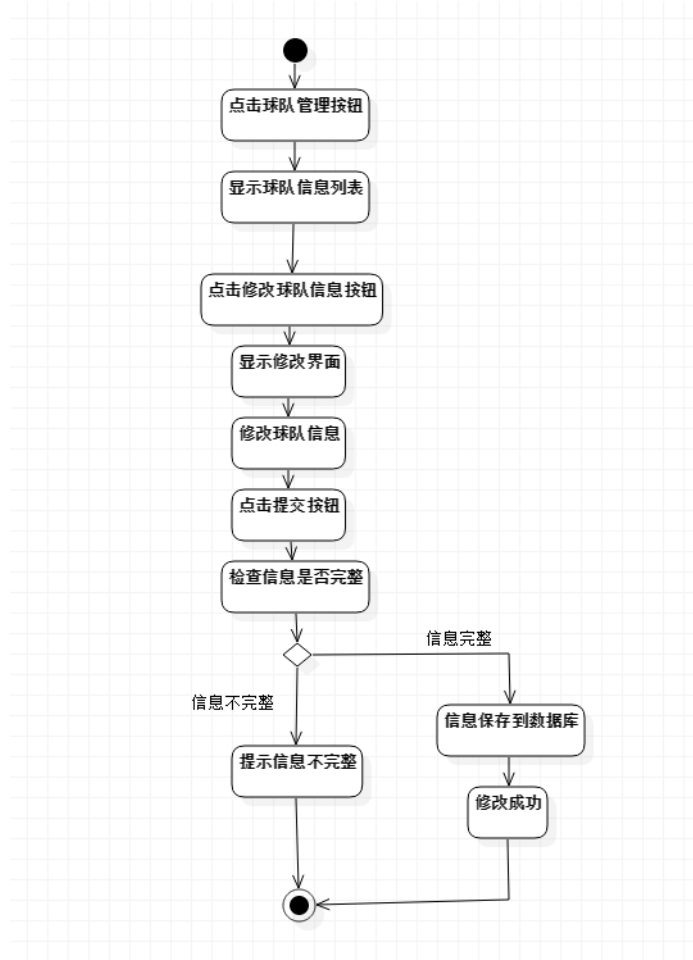 点击球队管理按钮
显示球队信息列表
点击修改球队信息按钮
显示修改界面
修改球队信息
点击提交按钮
检查信息是否完整
信息完整
信息不完整
信息保存到数据库
提示信息不完整
修改成功